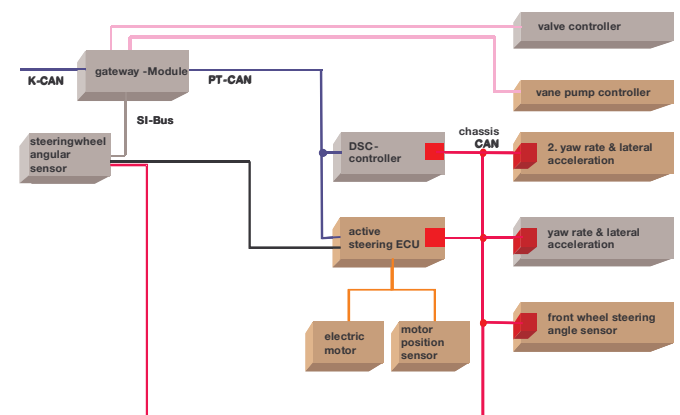 valve controller
gateway -Module
K-CAN
PT-CAN
vane pump controller
SI-Bus
steeringwheel
angular
sensor
chassis
CAN
DSC-
controller
2. yaw rate & lateral
acceleration
active
steering ECU
yaw rate & lateral
acceleration
front wheel steering
angle sensor
electric
motor
motor
position
sensor